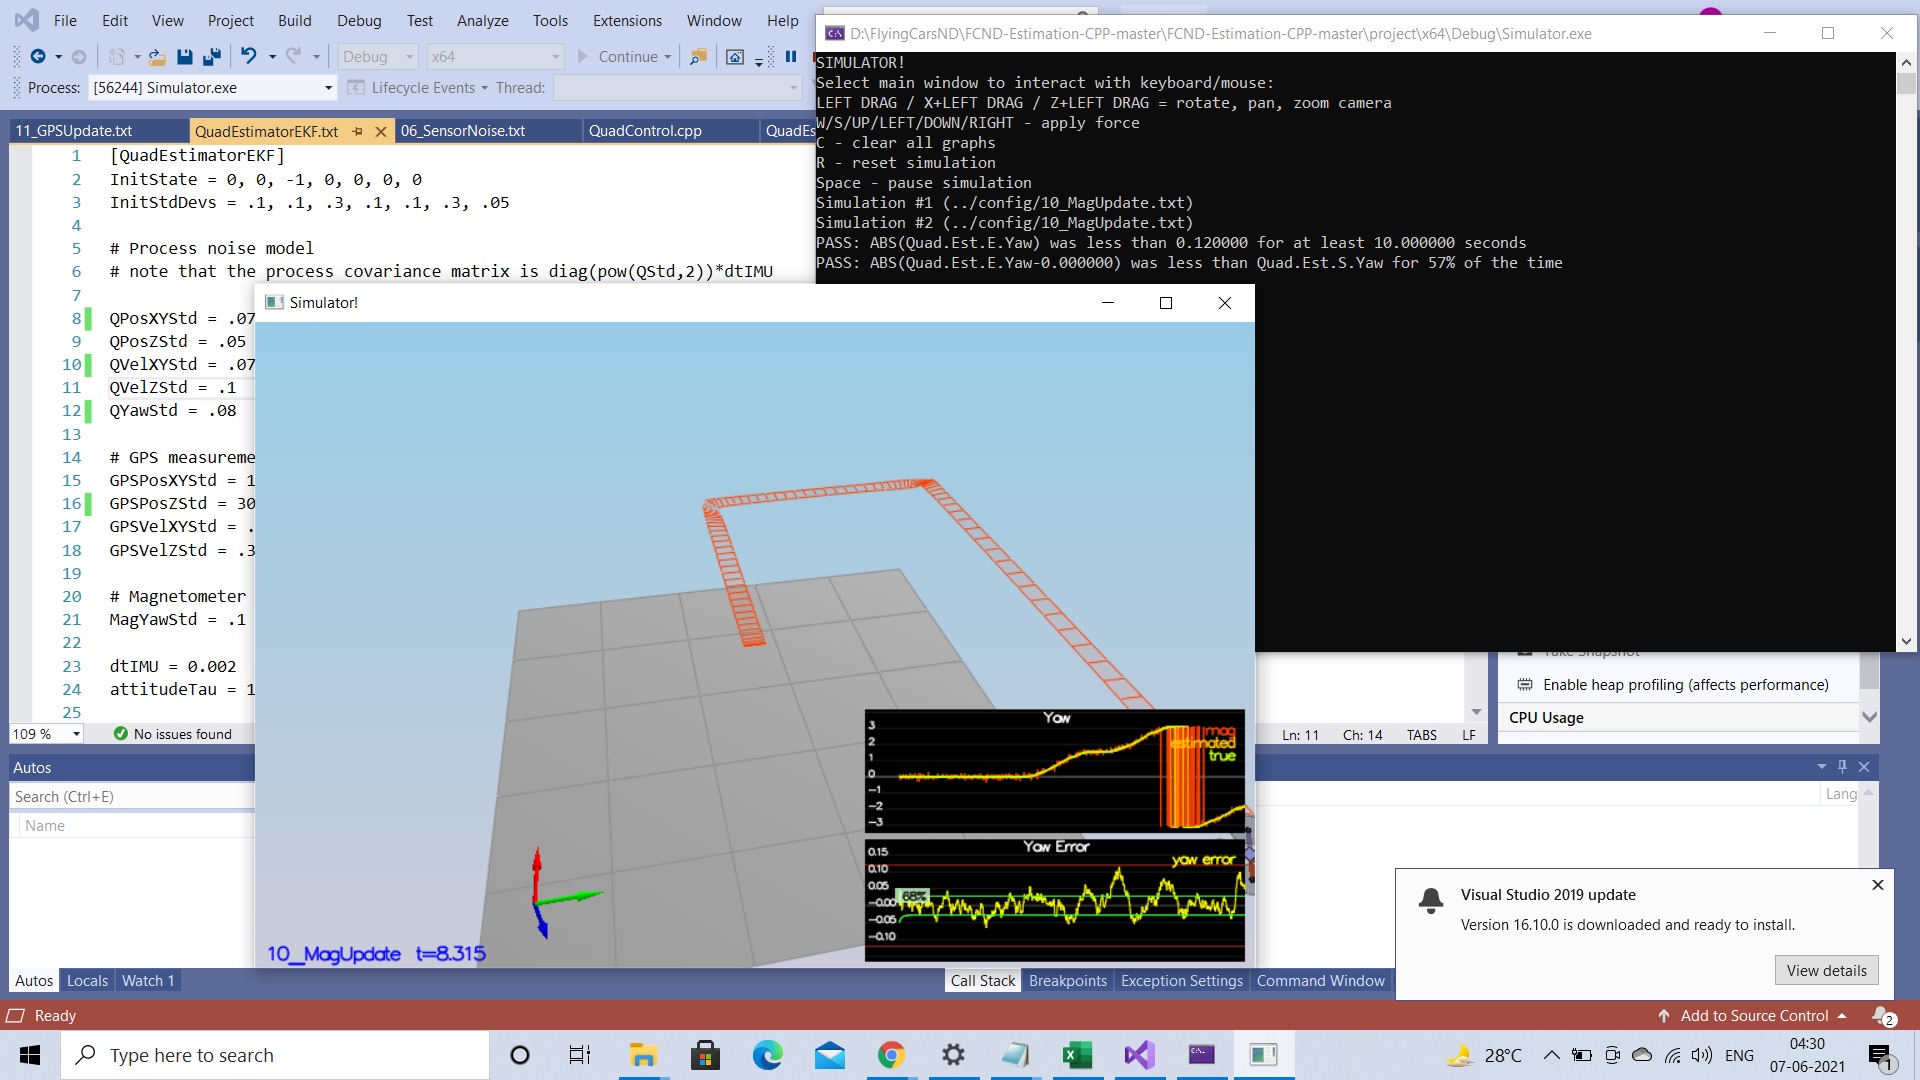 File Edit View Project Build Debug Test Analyze Tools Extensions Window Help
Debug x64 Continue
Process: [56244] Simulator.exe Lifecycle Events Thread:
11_GPSUpdate.txt QuadEstimatorEKF.txt 06_SensorNoise.txt QuadControl.cpp QuadEs
1 [QuadEstimatorEKF]
2 InitState = 0, 0, -1, 0, 0, 0, 0
3 InitStdDevs = .1, .1, .3, .1, .1, .3, .05
4
5 # Process noise model
6 # note that the process covariance matrix is diag(pow(QStd,2))*dtIMU
7
8 QPosXYStd = .07
9 QPosZStd = .05
10 QVelXYStd = .07
11 QVelZStd = .1
12 QYawStd = .08
13
14 # GPS measureme
15 GPSPosXYStd = 1
16 GPSPosZStd = 30
17 GPSVelXYStd = .
18 GPSVelZStd = .3
19
20 # Magnetometer
21 MagYawStd = .1
22
23 dtIMU = 0.002
24 attitudeTau = 1
25
109 % No issues found
Ln: 11 Ch: 14 TABS LF
D:\FlyingCarsND\FCND-Estimation-CPP-master\FCND-Estimation-CPP-master\project\x64\Debug\Simulator.exe
SIMULATOR!
Select main window to interact with keyboard/mouse:
LEFT DRAG / X+LEFT DRAG / Z+LEFT DRAG = rotate, pan, zoom camera
W/S/UP/LEFT/DOWN/RIGHT - apply force
C - clear all graphs
R - reset simulation
Space - pause simulation
Simulation #1 (../config/10_MagUpdate.txt)
Simulation #2 (../config/10_MagUpdate.txt)
PASS: ABS(Quad.Est.E.Yaw) was less than 0.120000 for at least 10.000000 seconds
PASS: ABS(Quad.Est.E.Yaw-0.000000) was less than Quad.Est.S.Yaw for 57% of the time
Simulator!
Yaw
3
2
1
0
-1
-2
-3
mag
estimated
true
Yaw Error
0.15
0.10
0.05
-0.00
-0.05
-0.10
yaw error
68%
10_MagUpdate t=8.315
Take Snapshot
Enable heap profiling (affects performance)
CPU Usage
Autos
Search (Ctrl+E)
Name
Lang
Autos Locals Watch 1
Call Stack Breakpoints Exception Settings Command Window
Visual Studio 2019 update
Version 16.10.0 is downloaded and ready to install.
View details
Ready
Add to Source Control
2
Type here to search
28°C
ENG
04:30
07-06-2021
1